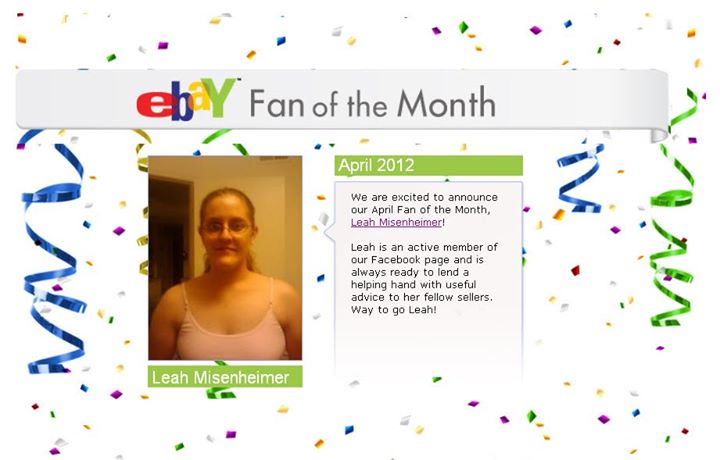 ebay™ Fan of the Month
April 2012
We are excited to announce
our April Fan of the Month,
Leah Misenheimer!
Leah is an active member of
our Facebook page and is
always ready to lend a
helping hand with useful
advice to her fellow sellers.
Way to go Leah!
Leah Misenheimer